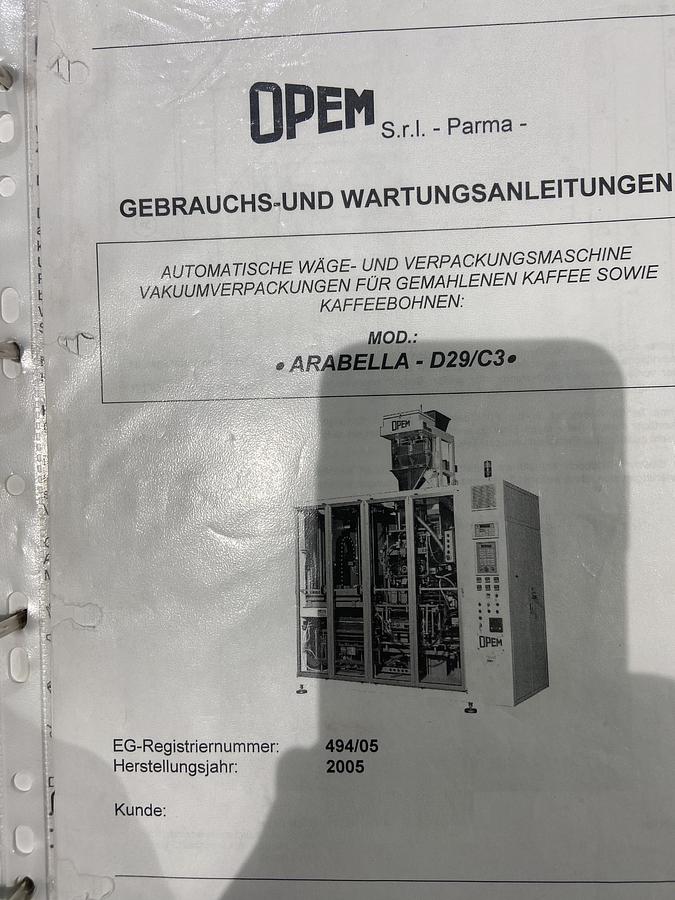 OPEM S.r.l. - Parma -
GEBRAUCHS-UND WARTUNGSANLEITUNGEN
AUTOMATISCHE WÄGE- UND VERPACKUNGSMASCHINE
VAKUUMVERPACKUNGEN FÜR GEMAHLENEN KAFFEE SOWIE
KAFFEEBOHNEN:
MOD.:
• ARABELLA - D29/C3•
OPEM
OPEM
EG-Registriernummer: 494/05
Herstellungsjahr: 2005
Kunde: